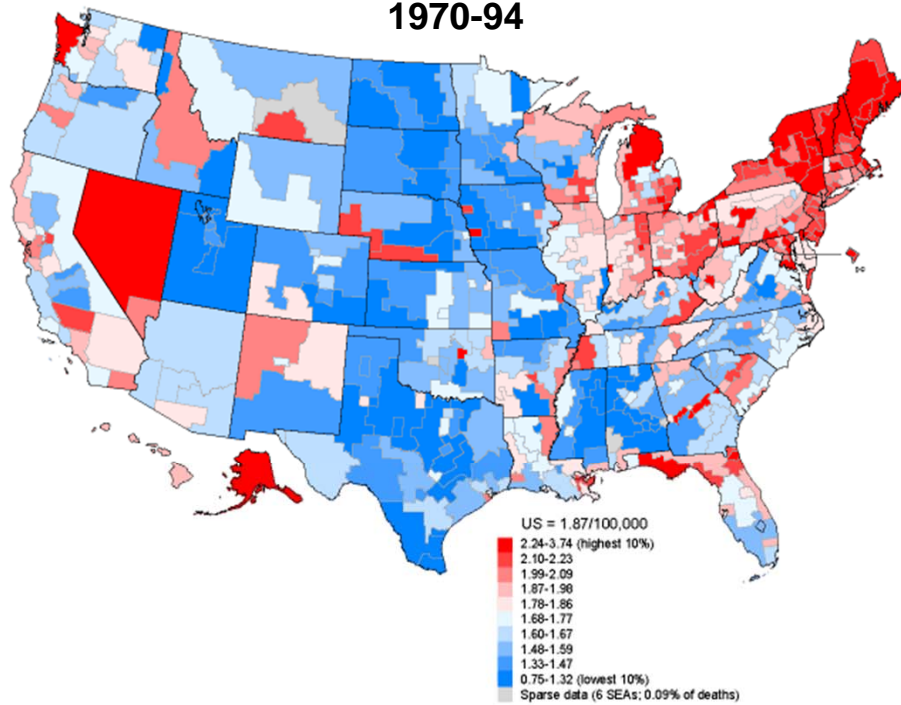 1970-94
US = 1.87/100,000
2.24-3.74 (highest 10%)
2.10-2.23
1.99-2.09
1.87-1.98
1.78-1.86
1.68-1.77
1.60-1.67
1.48-1.59
1.33-1.47
0.75-1.32 (lowest 10%)
Sparse data (6 SEAs; 0.09% of deaths)